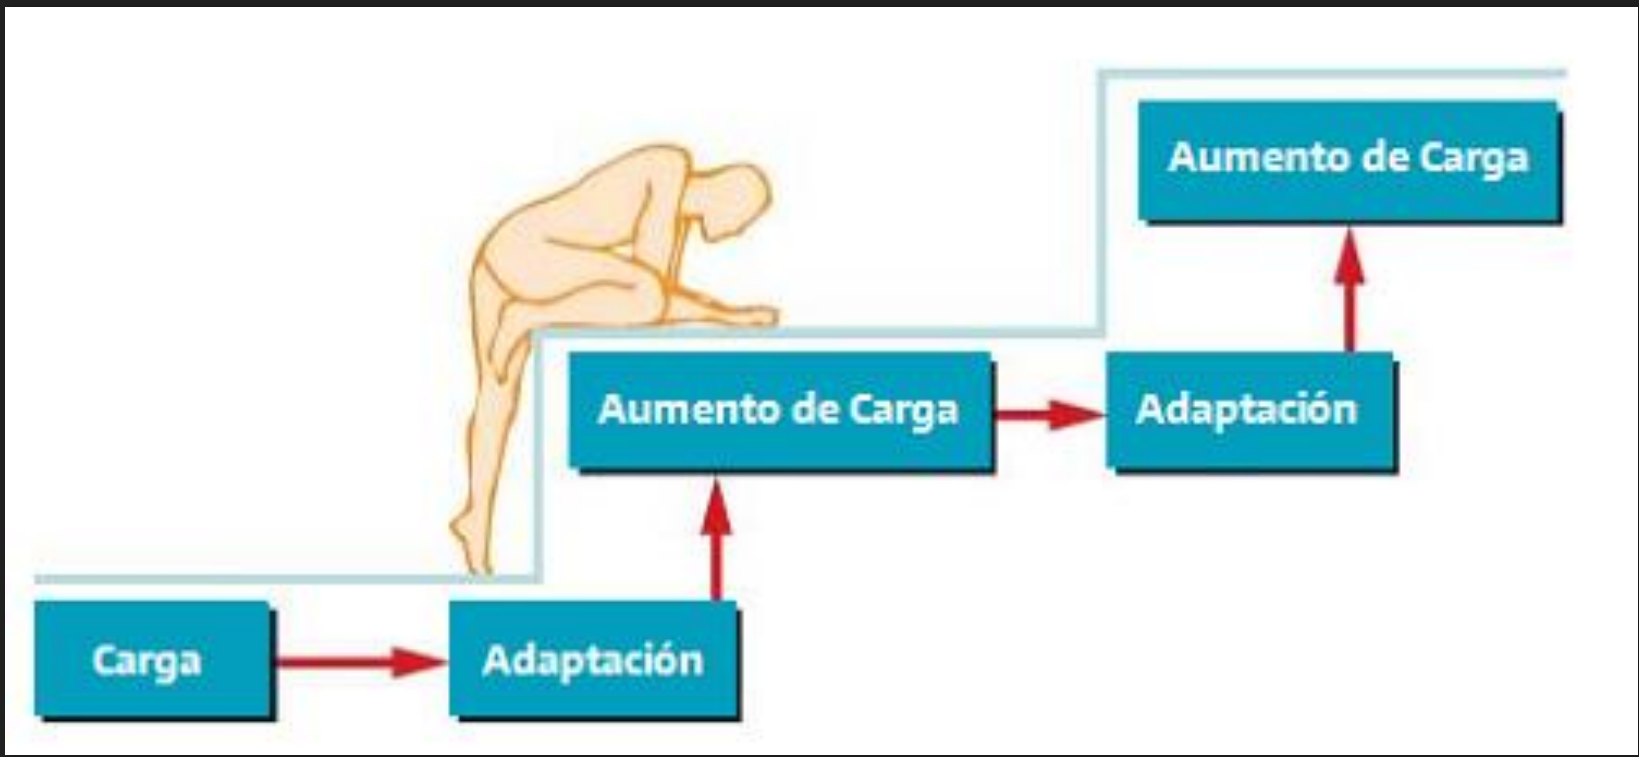 Carga
Adaptación
Aumento de Carga
Adaptación
Aumento de Carga